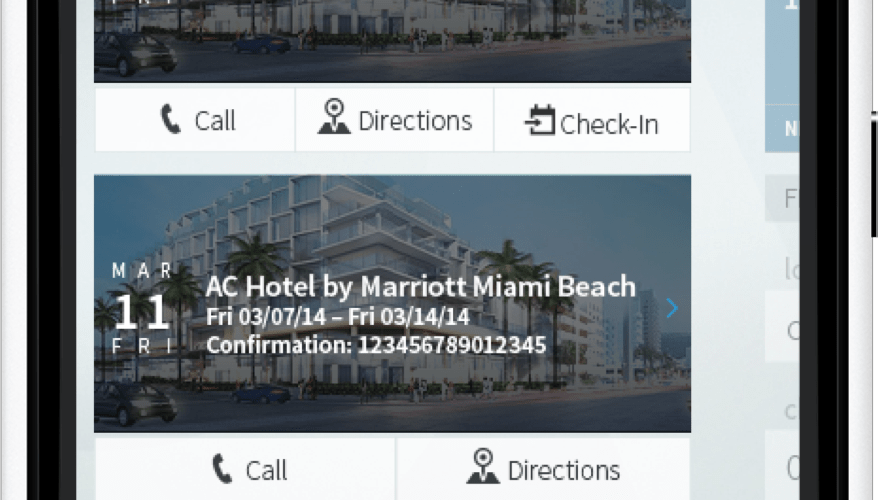 F R I
Call
Directions
Check-In
MAR
11
FRI
AC Hotel by Marriott Miami Beach
Fri 03/07/14 – Fri 03/14/14
Confirmation: 123456789012345
Call
Directions